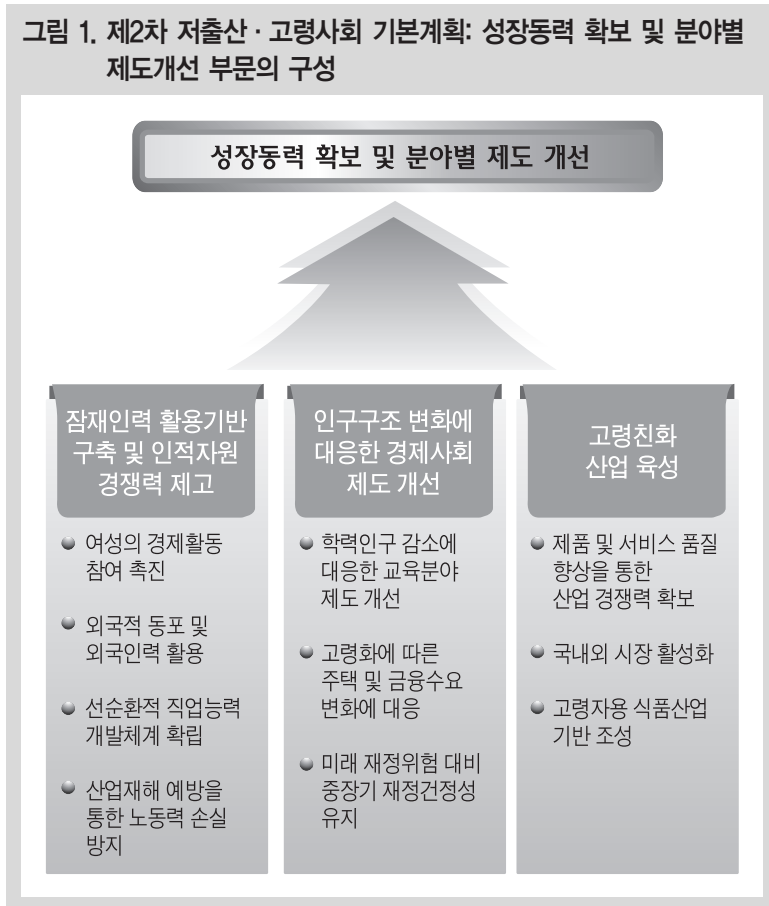 그림 1. 제2차 저출산·고령사회 기본계획: 성장동력 확보 및 분야별
제도개선 부문의 구성
성장동력 확보 및 분야별 제도 개선
잠재인력 활용기반
구축 및 인적자원
경쟁력 제고
여성의 경제활동
참여 촉진
외국적 동포 및
외국인력 활용
선순환적 직업능력
개발체계 확립
산업재해 예방을
통한 노동력 손실
방지
인구구조 변화에
대응한 경제사회
제도 개선
학력인구 감소에
대응한 교육분야
제도 개선
고령화에 따른
주택 및 금융수요
변화에 대응
미래 재정위험 대비
중장기 재정건정성
유지
고령친화
산업 육성
제품 및 서비스 품질
향상을 통한
산업 경쟁력 확보
국내외 시장 활성화
고령자용 식품산업
기반 조성